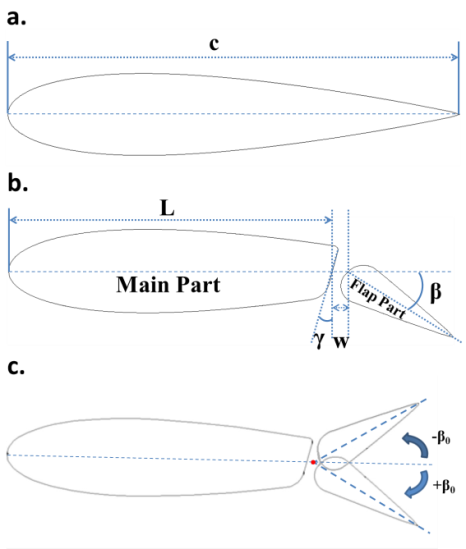 a.
c
b.
L
Main Part
Flap Part
β
γ
w
c.
-β₀
+β₀